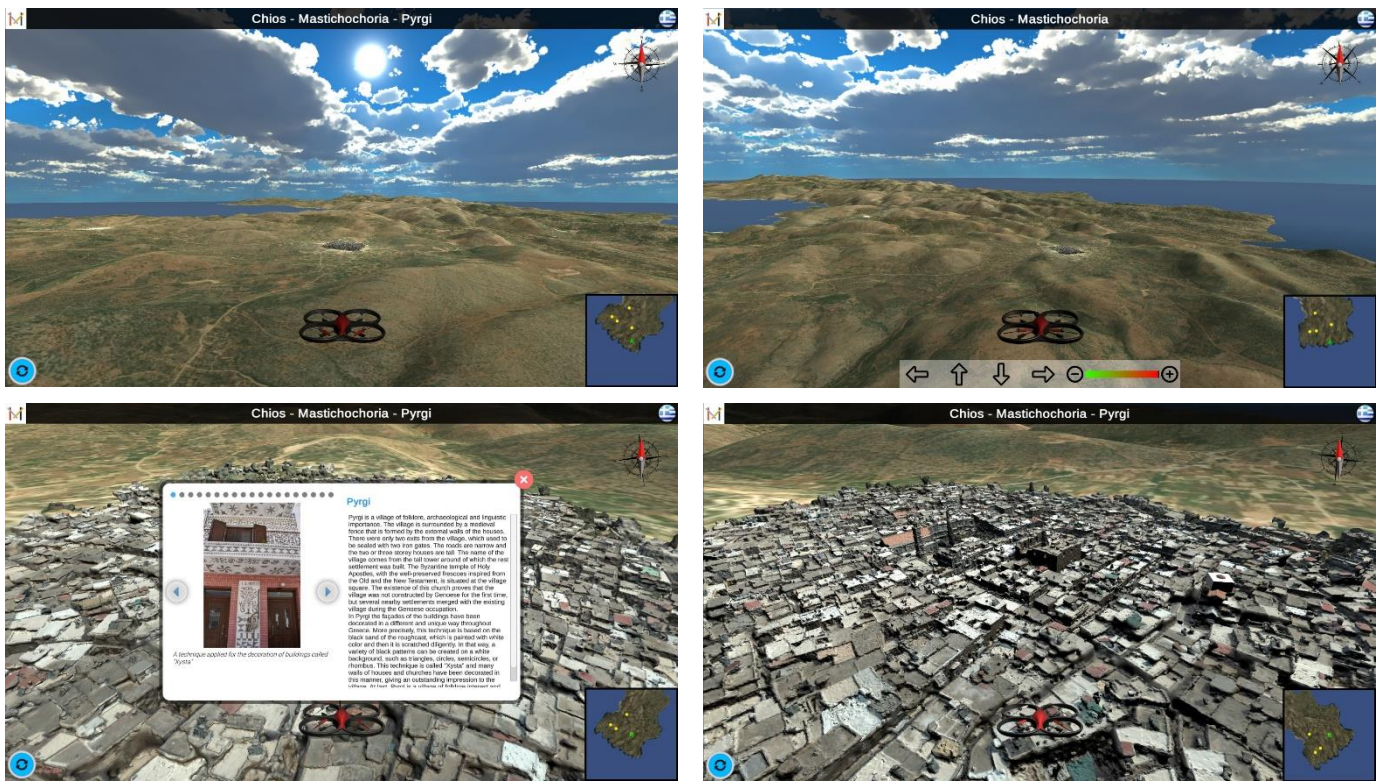 Chios - Mastichochoria - Pyrgi
Chios - Mastichochoria
Chios - Mastichochoria - Pyrgi
Pyrgi
Pyrgi is a village of folklore, archaeological and linguistic
importance. The village is surrounded by a medieval
fence that is formed by the external walls of the houses.
There were only two exits from the village, which used to
be sealed with two iron gates. The roads are narrow and
the two or three storey houses are tall. The name of the
village comes from the tall tower around of which the rest
settlement was built. The Byzantine temple of Holy
Apostles, with the well-preserved frescoes inspired from
the Old and the New Testament, is situated at the village
square. The existence of this church proves that the
village was not constructed by Genoese for the first time,
but several nearby settlements merged with the existing
village during the Genoese occupation.
In Pyrgi the façades of the buildings have been
decorated in a different and unique way throughout
Greece. More precisely, this technique is based on the
black sand of the roughcast, which is painted with white
color and then it is scratched diligently. In that way, a
variety of black patterns can be created on a white
background, such as triangles, circles, semicircles, or
rhombus. This technique is called "Xysta" and many
walls of houses and churches have been decorated in
this manner, giving an outstanding impression to the
village. At last, Pyrgi is a village of folklore interest and
A technique applied for the decoration of buildings called
"Xysta"
Chios - Mastichochoria - Pyrgi